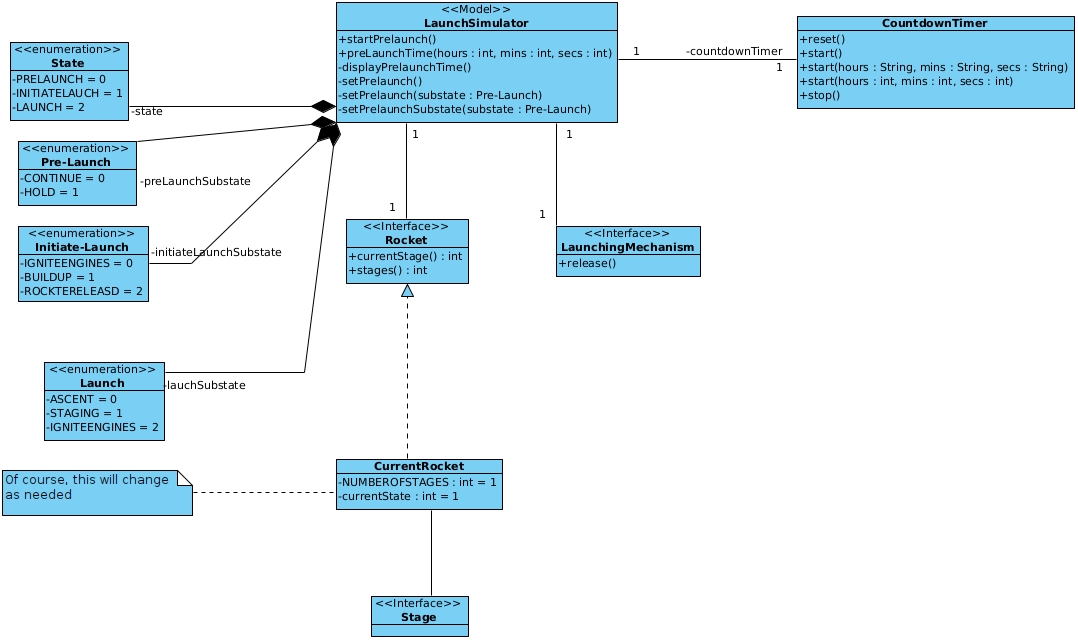 <<Model>>
LaunchSimulator
+startPrelaunch()
+preLaunchTime(hours : int, mins : int, secs : int)
-displayPrelaunchTime()
-setPrelaunch()
-setPrelaunch(substate : Pre-Launch)
-setPrelaunchSubstate(substate : Pre-Launch)
1
-countdownTimer
1
CountdownTimer
+reset()
+start()
+start(hours : String, mins : String, secs : String)
+start(hours : int, mins : int, secs : int)
+stop()
<<enumeration>>
State
-PRELAUNCH = 0
-INITIATELAUCH = 1
-LAUNCH = 2
-state
<<enumeration>>
Pre-Launch
-CONTINUE = 0
-HOLD = 1
-preLaunchSubstate
<<enumeration>>
Initiate-Launch
-IGNITEENGINES = 0
-BUILDUP = 1
-ROCKTERELEASD = 2
-initiateLaunchSubstate
1
1
<<Interface>>
Rocket
+currentStage() : int
+stages() : int
1
1
<<Interface>>
LaunchingMechanism
+release()
<<enumeration>>
Launch
-ASCENT = 0
-STAGING = 1
-IGNITEENGINES = 2
-lauchSubstate
Of course, this will change
as needed
CurrentRocket
-NUMBEROFSTAGES : int = 1
-currentState : int = 1
<<Interface>>
Stage